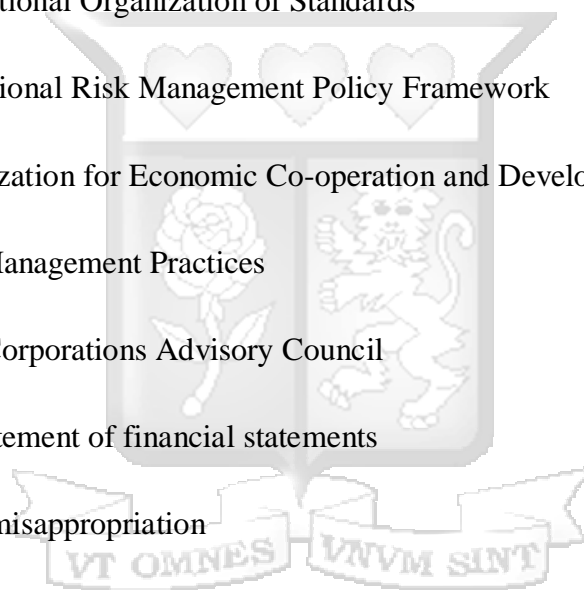 tional Organization of Standards
ional Risk Management Policy Framework
zation for Economic Co-operation and Develo
Management Practices
Corporations Advisory Council
tement of financial statements
misappropriation
VT OMNES VNVM SINT